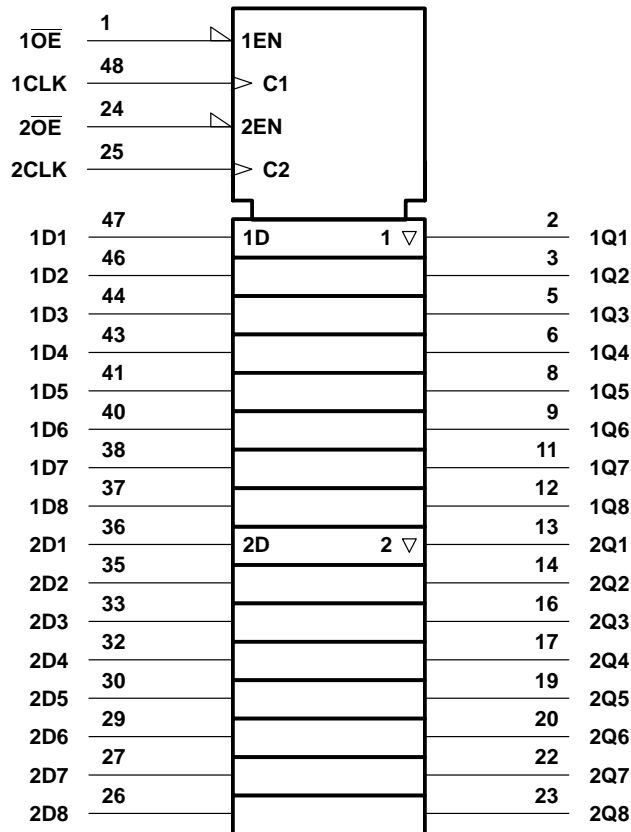 1O̅E̅ 1 1EN
1CLK 48 C1
2O̅E̅ 24 2EN
2CLK 25 C2
1D1 47 1D 1 ▽ 2 1Q1
1D2 46 3 1Q2
1D3 44 5 1Q3
1D4 43 6 1Q4
1D5 41 8 1Q5
1D6 40 9 1Q6
1D7 38 11 1Q7
1D8 37 12 1Q8
2D1 36 2D 2 ▽ 13 2Q1
2D2 35 14 2Q2
2D3 33 16 2Q3
2D4 32 17 2Q4
2D5 30 19 2Q5
2D6 29 20 2Q6
2D7 27 22 2Q7
2D8 26 23 2Q8